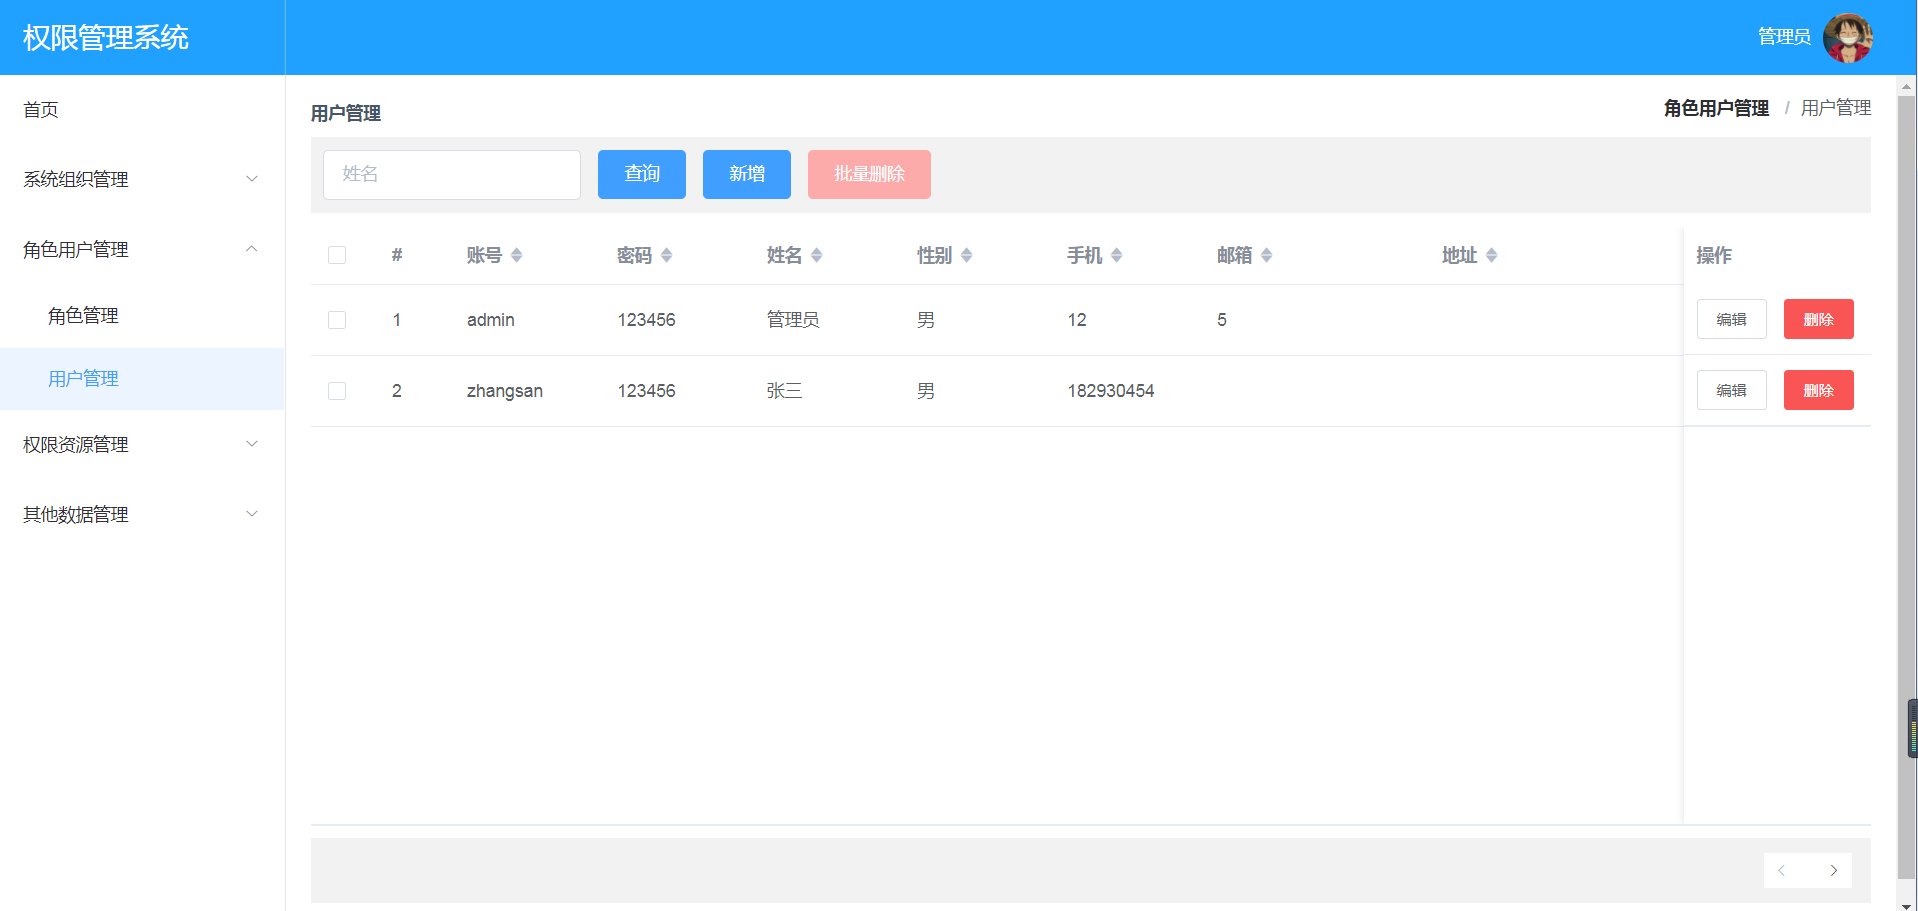 权限管理系统
管理员
首页
系统组织管理
角色用户管理
角色管理
用户管理
权限资源管理
其他数据管理
用户管理
角色用户管理 / 用户管理
姓名 查询 新增 批量删除
# 账号 密码 姓名 性别 手机 邮箱 地址 操作
1 admin 123456 管理员 男 12 5 编辑 删除
2 zhangsan 123456 张三 男 182930454 编辑 删除